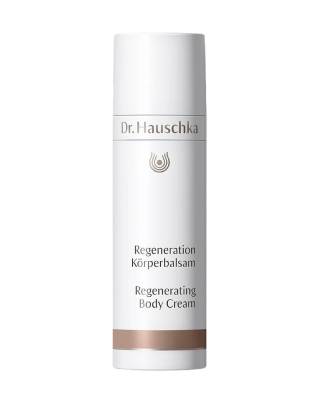 Dr. Hauschka
Regeneration
Körperbalsam
Regenerating
Body Cream